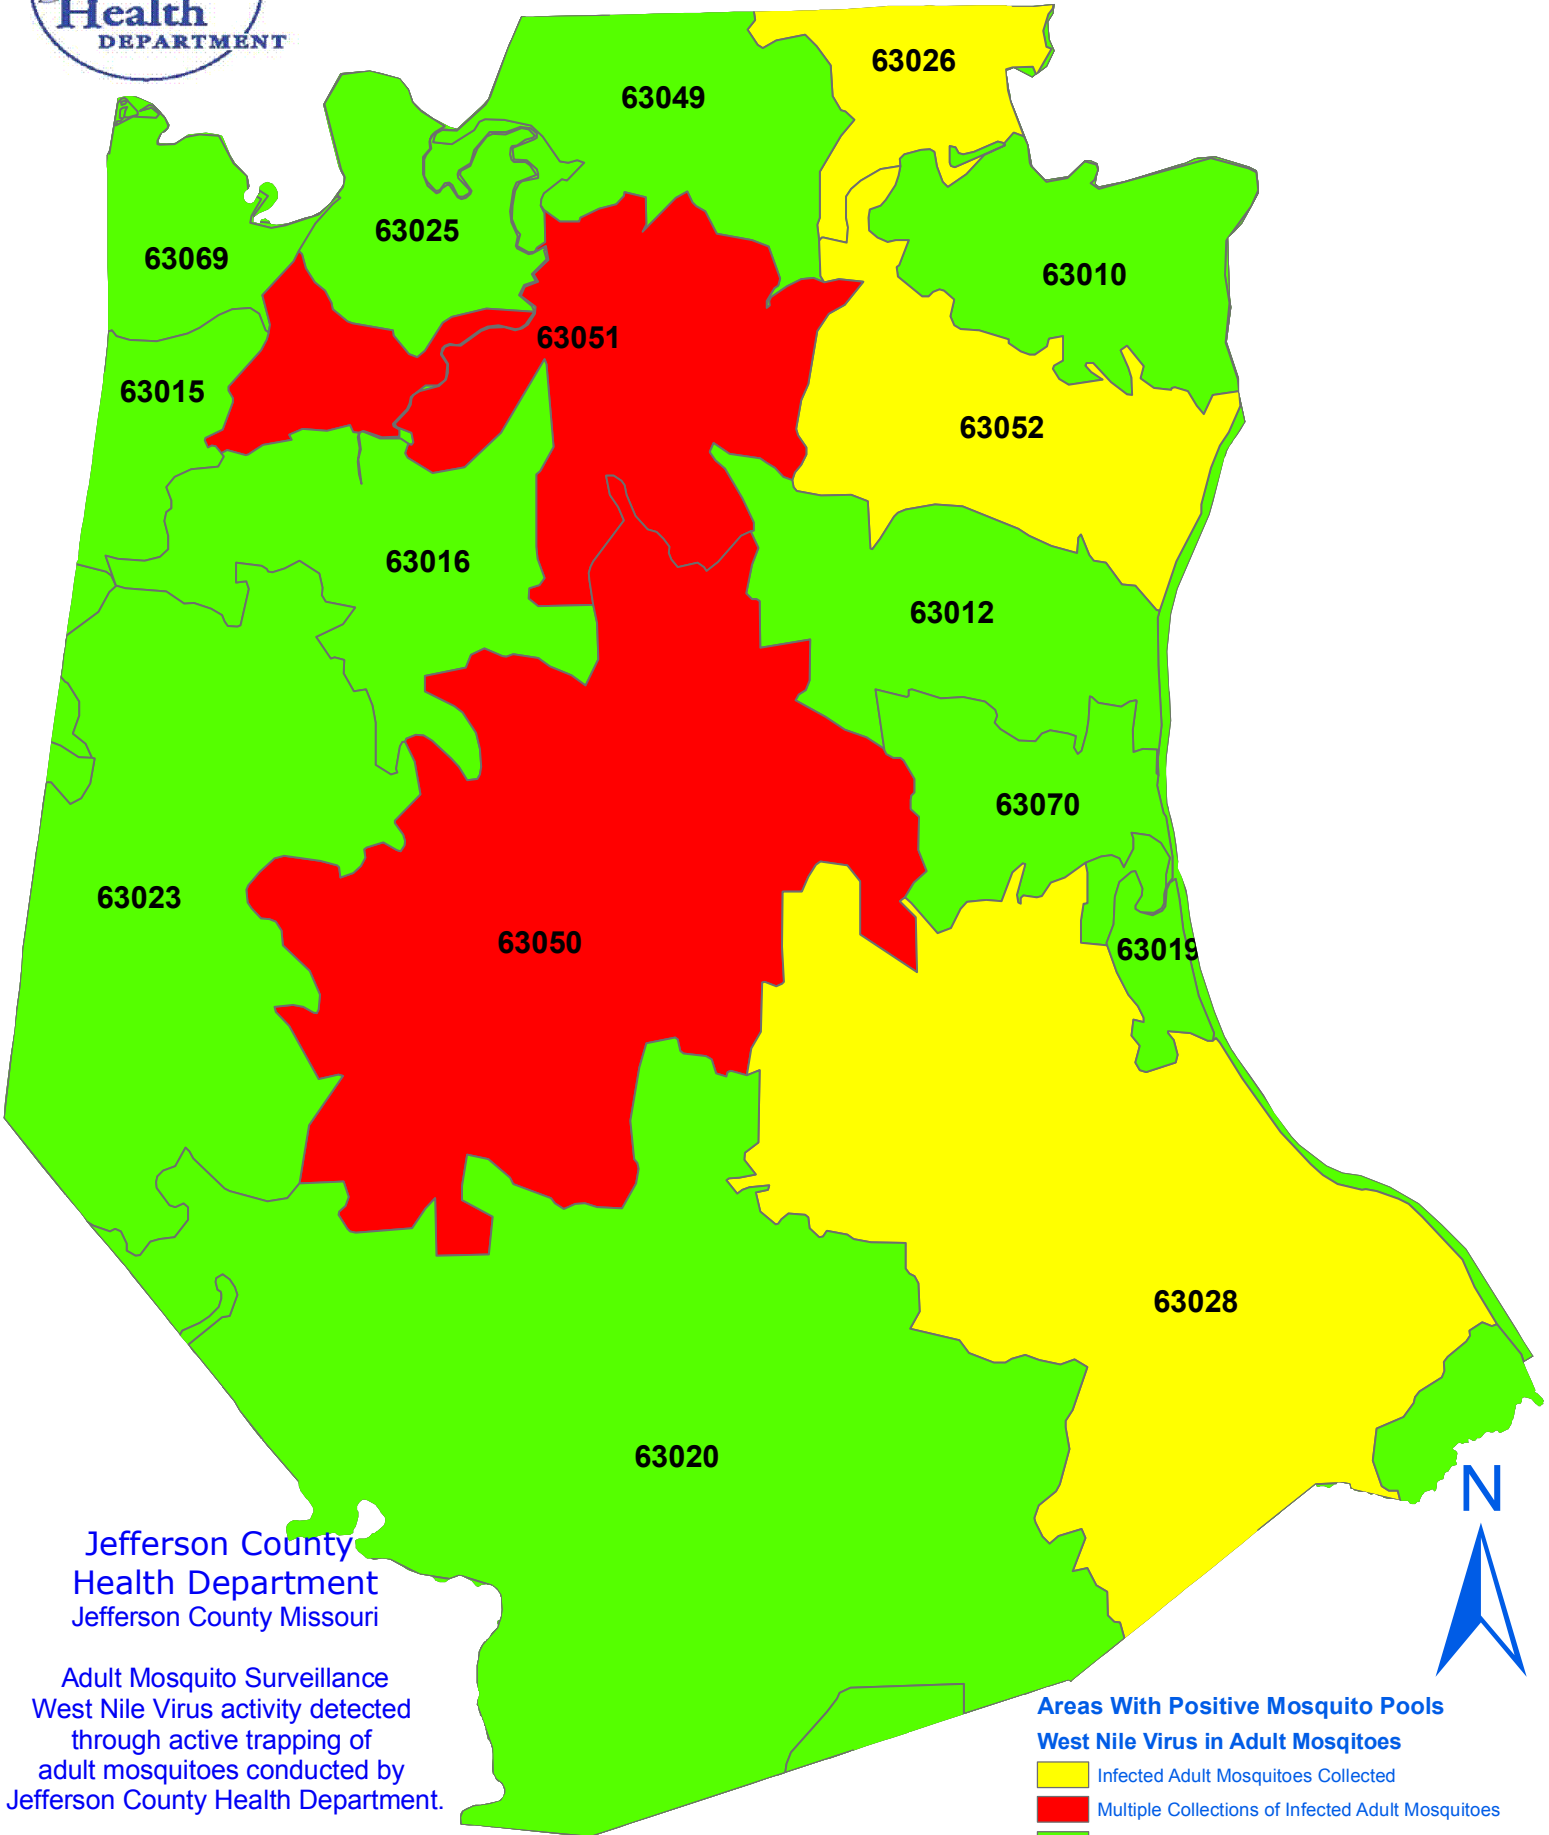 Health
DEPARTMENT
63026
63049
63025
63069
63010
63051
63015
63052
63016
63012
63070
63023
63050
63019
63028
63020
N
Jefferson County
Health Department
Jefferson County Missouri
Adult Mosquito Surveillance
West Nile Virus activity detected
through active trapping of
adult mosquitoes conducted by
Jefferson County Health Department.
Areas With Positive Mosquito Pools
West Nile Virus in Adult Mosqitoes
Infected Adult Mosquitoes Collected
Multiple Collections of Infected Adult Mosquitoes